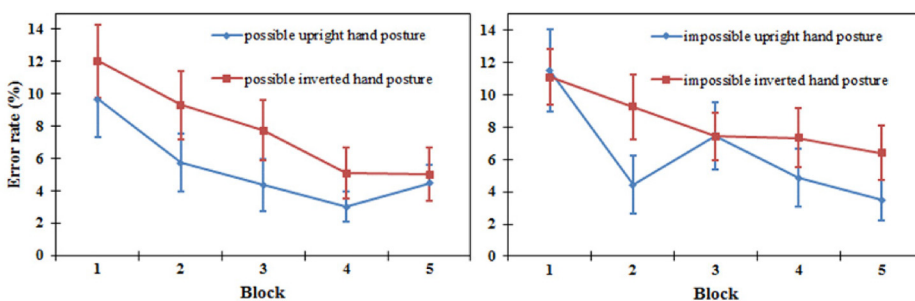 14
12
10
8
6
4
2
0
Error rate (%)
possible upright hand posture
possible inverted hand posture
1 2 3 4 5
Block
14
12
10
8
6
4
2
0
impossible upright hand posture
impossible inverted hand posture
1 2 3 4 5
Block